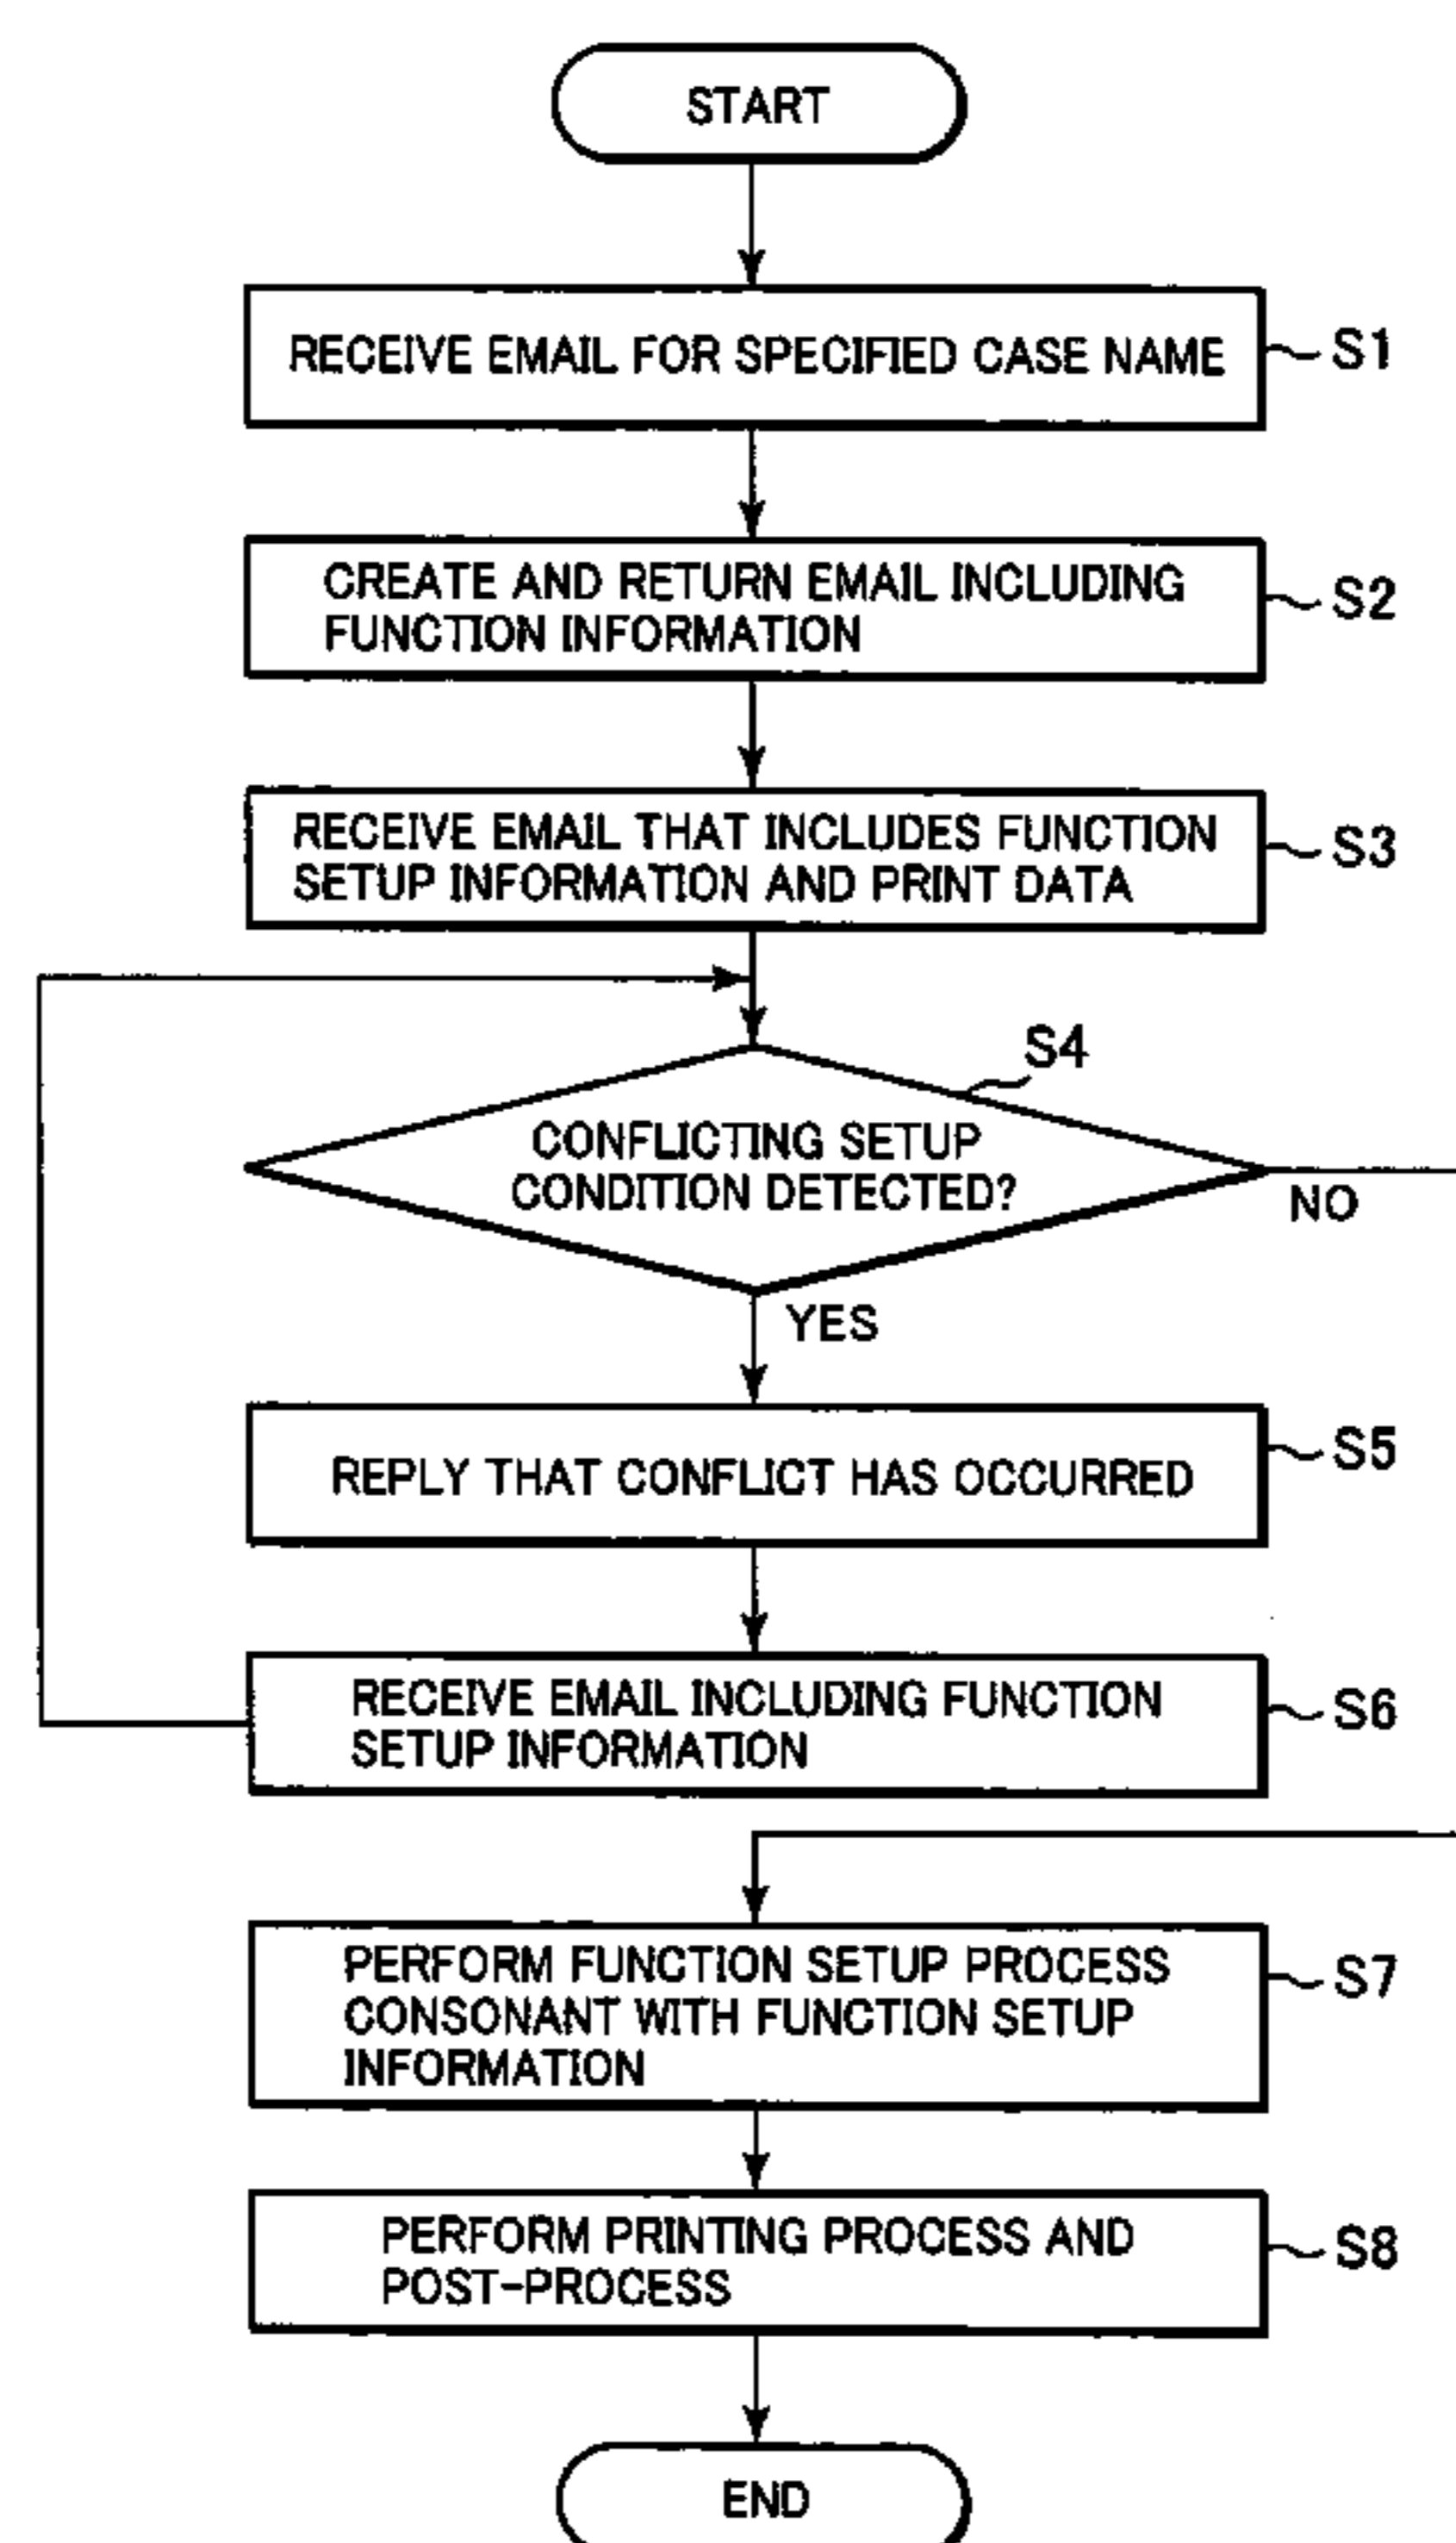 START
RECEIVE EMAIL FOR SPECIFIED CASE NAME
S1
CREATE AND RETURN EMAIL INCLUDING
FUNCTION INFORMATION
S2
RECEIVE EMAIL THAT INCLUDES FUNCTION
SETUP INFORMATION AND PRINT DATA
S3
S4
CONFLICTING SETUP
CONDITION DETECTED?
NO
YES
REPLY THAT CONFLICT HAS OCCURRED
S5
RECEIVE EMAIL INCLUDING FUNCTION
SETUP INFORMATION
S6
PERFORM FUNCTION SETUP PROCESS
CONSONANT WITH FUNCTION SETUP
INFORMATION
S7
PERFORM PRINTING PROCESS AND
POST-PROCESS
S8
END